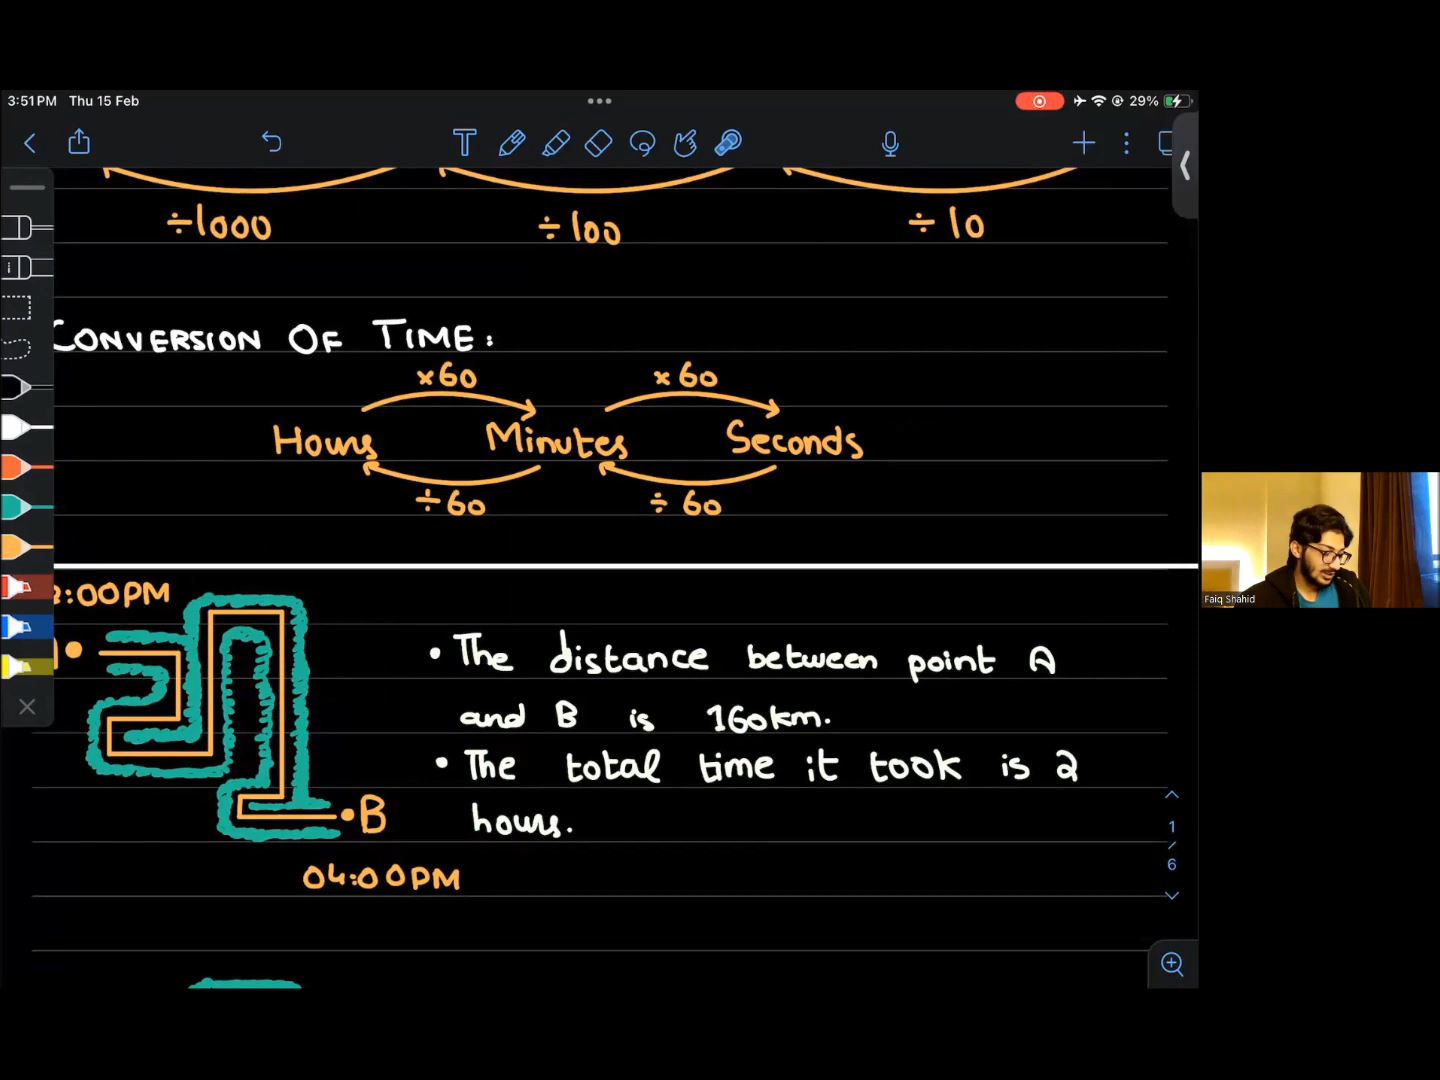 3:51 PM Thu 15 Feb
29%
T
÷1000 ÷100 ÷10
CONVERSION OF TIME:
×60 ×60
Hours Minutes Seconds
÷60 ÷60
:00PM
• The distance between point A
and B is 160km.
• The total time it took is 2
hours.
B
04:00PM
1
6
Faiq Shahid